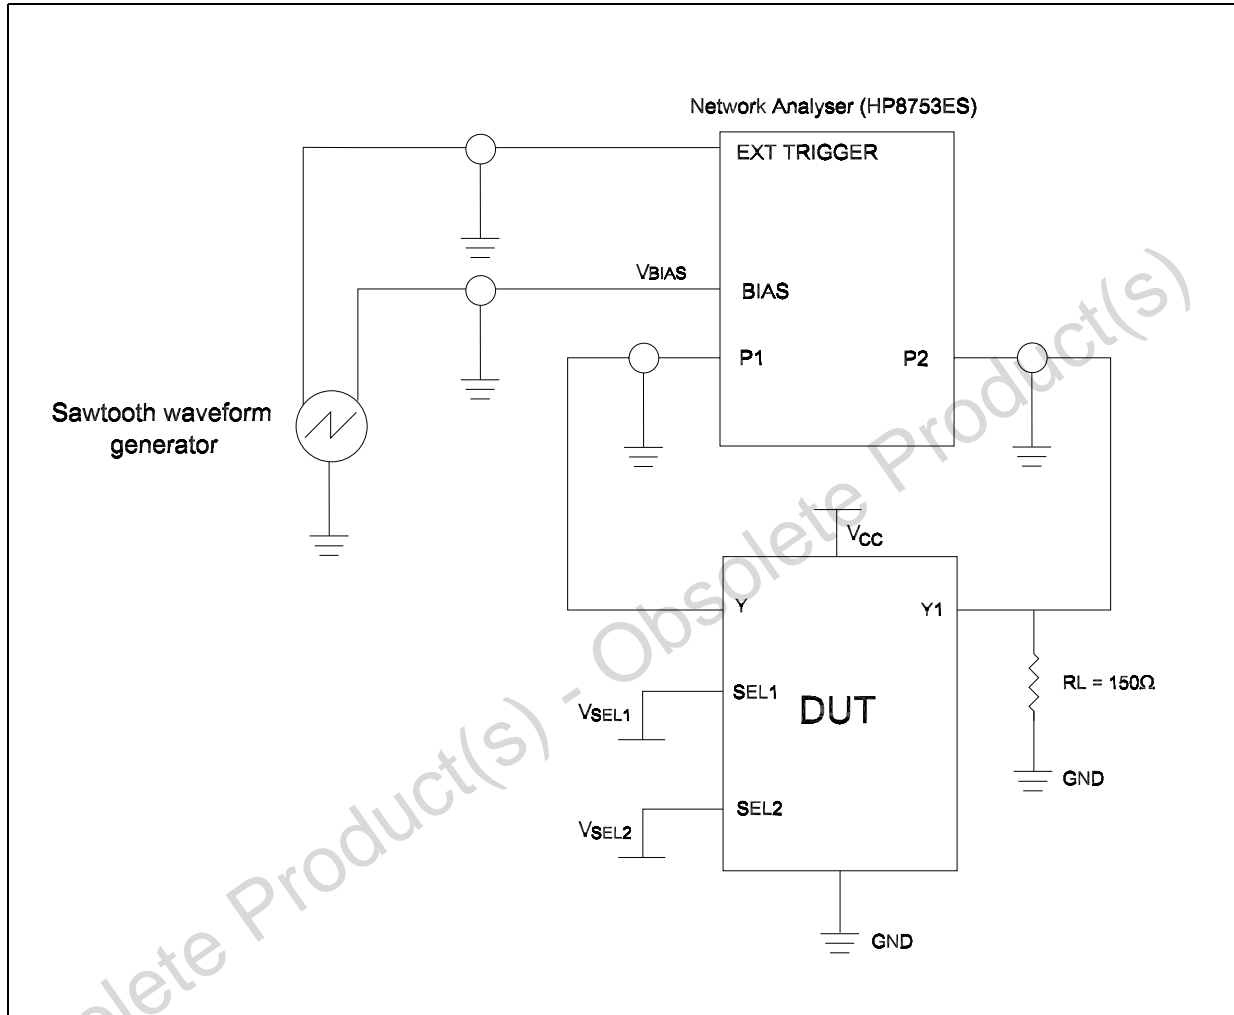 Network Analyser (HP8753ES)
EXT TRIGGER
VBIAS
BIAS
P1
P2
Sawtooth waveform
generator
VCC
Y
Y1
SEL1
VSEL1
DUT
RL = 150Ω
GND
SEL2
VSEL2
GND
olete Product(s) - Obsolete Product(s)